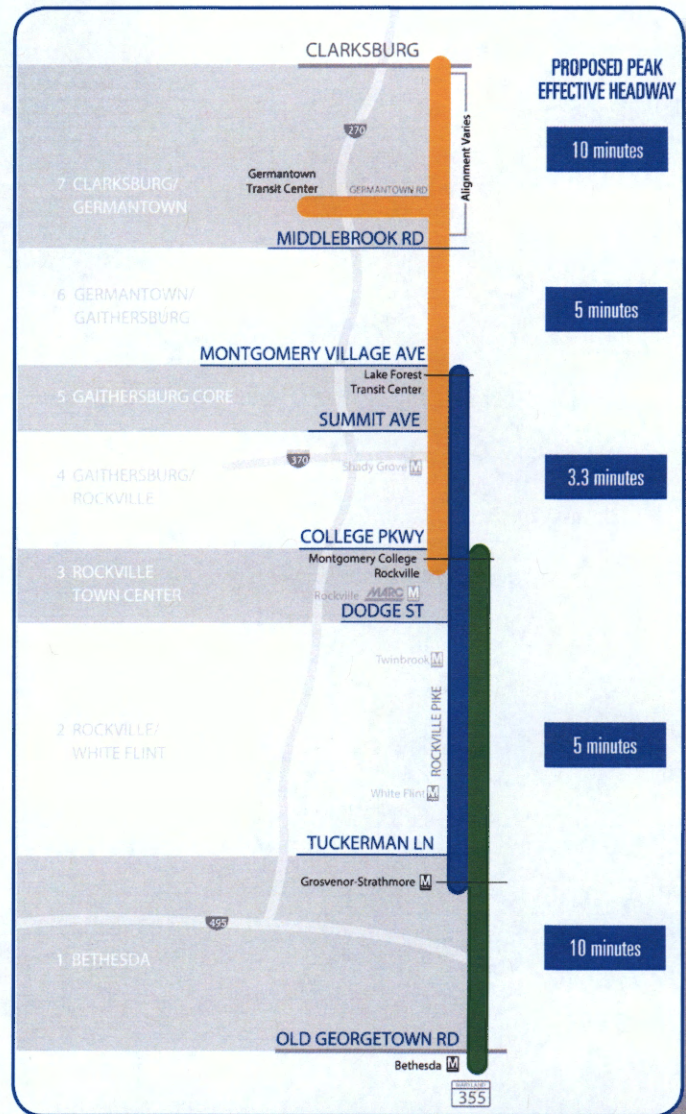 CLARKSBURG
PROPOSED PEAK
EFFECTIVE HEADWAY
270
10 minutes
Alignment Varies
Germantown
Transit Center
GERMANTOWN RD
7 CLARKSBURG/
GERMANTOWN
MIDDLEBROOK RD
6 GERMANTOWN/
GAITHERSBURG
5 minutes
MONTGOMERY VILLAGE AVE
Lake Forest
Transit Center
5 GAITHERSBURG CORE
SUMMIT AVE
370
Shady Grove M
4 GAITHERSBURG/
ROCKVILLE
3.3 minutes
COLLEGE PKWY
Montgomery College
Rockville
3 ROCKVILLE
TOWN CENTER
Rockville MARC M
DODGE ST
Twinbrook M
ROCKVILLE PIKE
2 ROCKVILLE/
WHITE FLINT
5 minutes
White Flint M
TUCKERMAN LN
Grosvenor-Strathmore M
495
1 BETHESDA
10 minutes
OLD GEORGETOWN RD
Bethesda M
MARYLAND
355